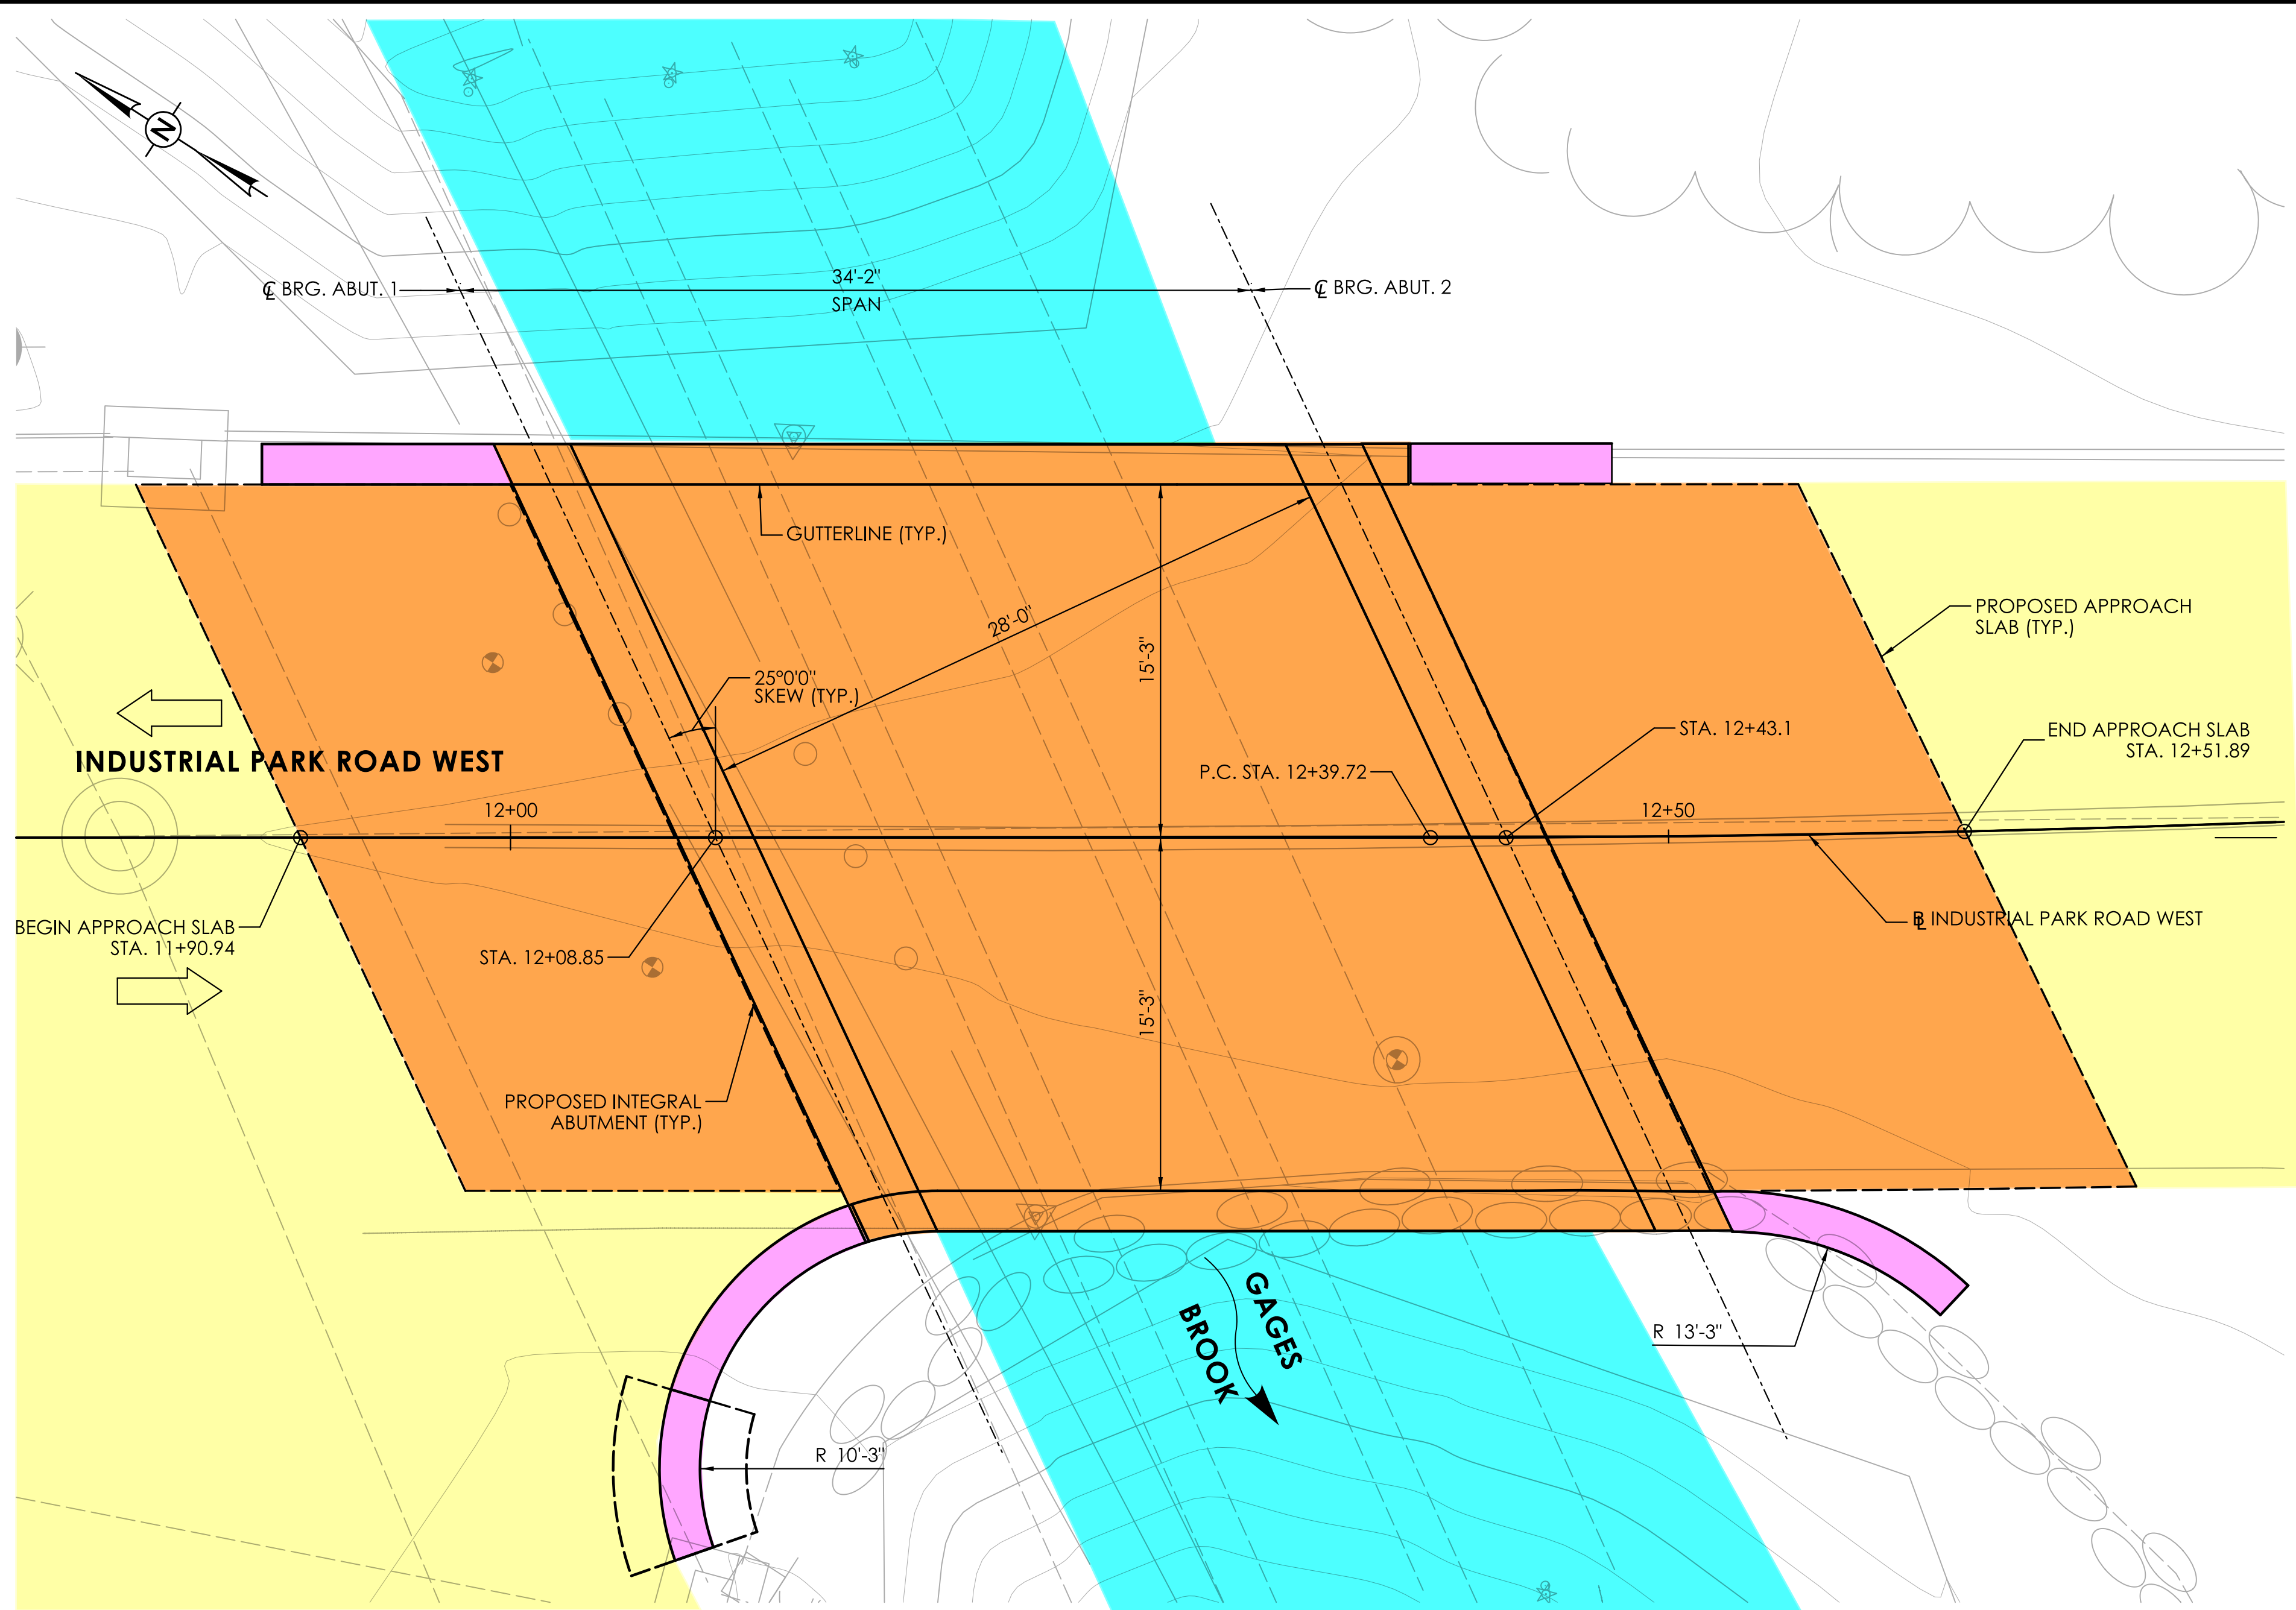 N
34'-2"
SPAN
℄ BRG. ABUT. 1
℄ BRG. ABUT. 2
GUTTERLINE (TYP.)
28'-0"
15'-3"
25°0'0"
SKEW (TYP.)
PROPOSED APPROACH
SLAB (TYP.)
STA. 12+43.1
END APPROACH SLAB
STA. 12+51.89
INDUSTRIAL PARK ROAD WEST
P.C. STA. 12+39.72
12+00
12+50
BEGIN APPROACH SLAB
STA. 11+90.94
STA. 12+08.85
BL INDUSTRIAL PARK ROAD WEST
15'-3"
PROPOSED INTEGRAL
ABUTMENT (TYP.)
GAGES
BROOK
R 13'-3"
R 10'-3"